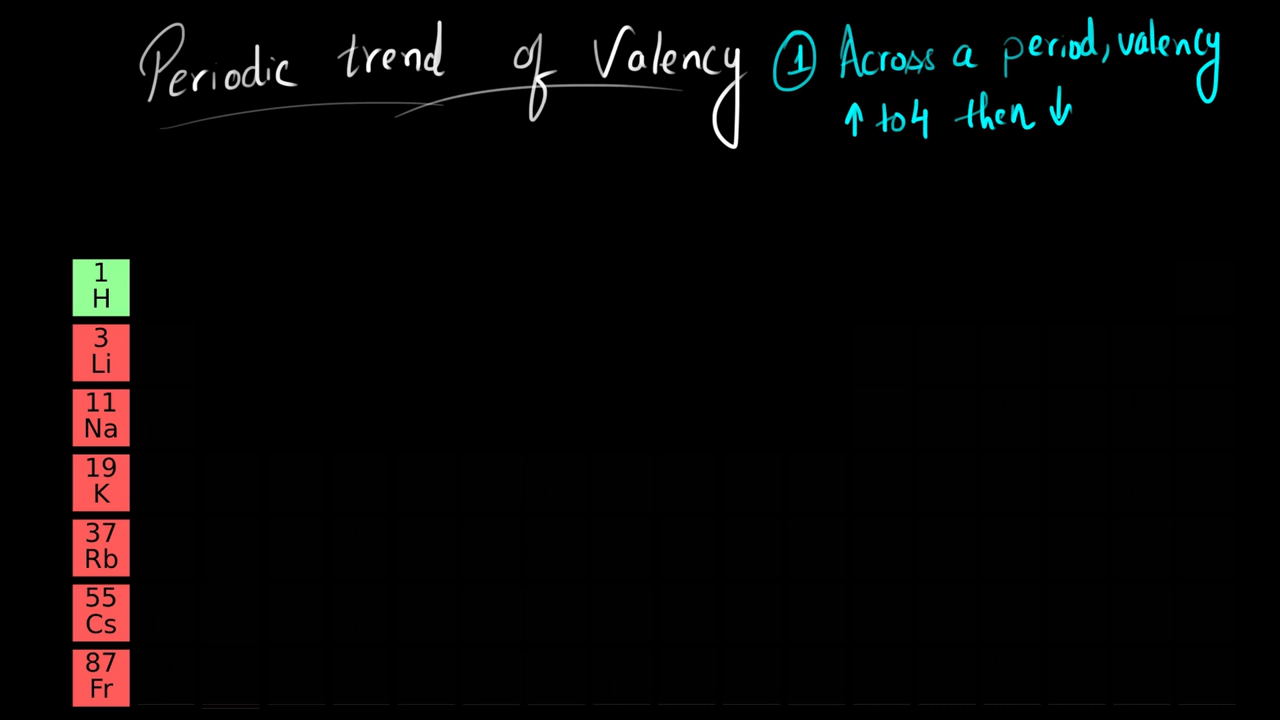 Periodic trend of Valency
① Across a period, valency
↑ to 4 then ↓
1
H
3
Li
11
Na
19
K
37
Rb
55
Cs
87
Fr